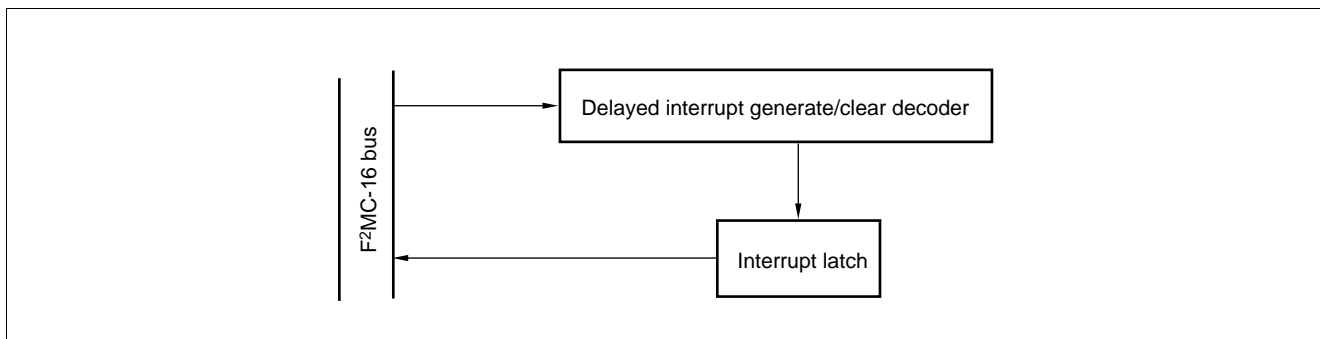 Delayed interrupt generate/clear decoder
F²MC-16 bus
Interrupt latch